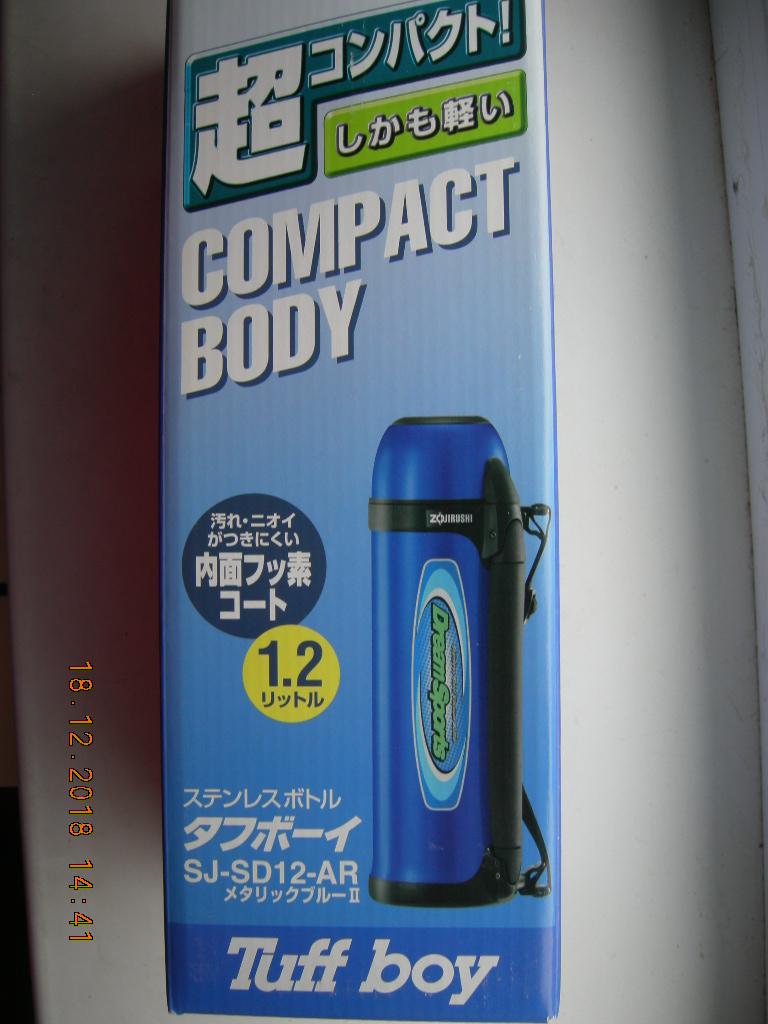 超コンパクト!
しかも軽い
COMPACT
BODY
ZOJIRUSHI
汚れ・ニオイ
がつきにくい
内面フッ素
コート
Dream Sports
1.2
リットル
ステンレスボトル
タフボーイ
SJ-SD12-AR
メタリックブルーⅡ
Tuff boy
18.12.2018 14:41